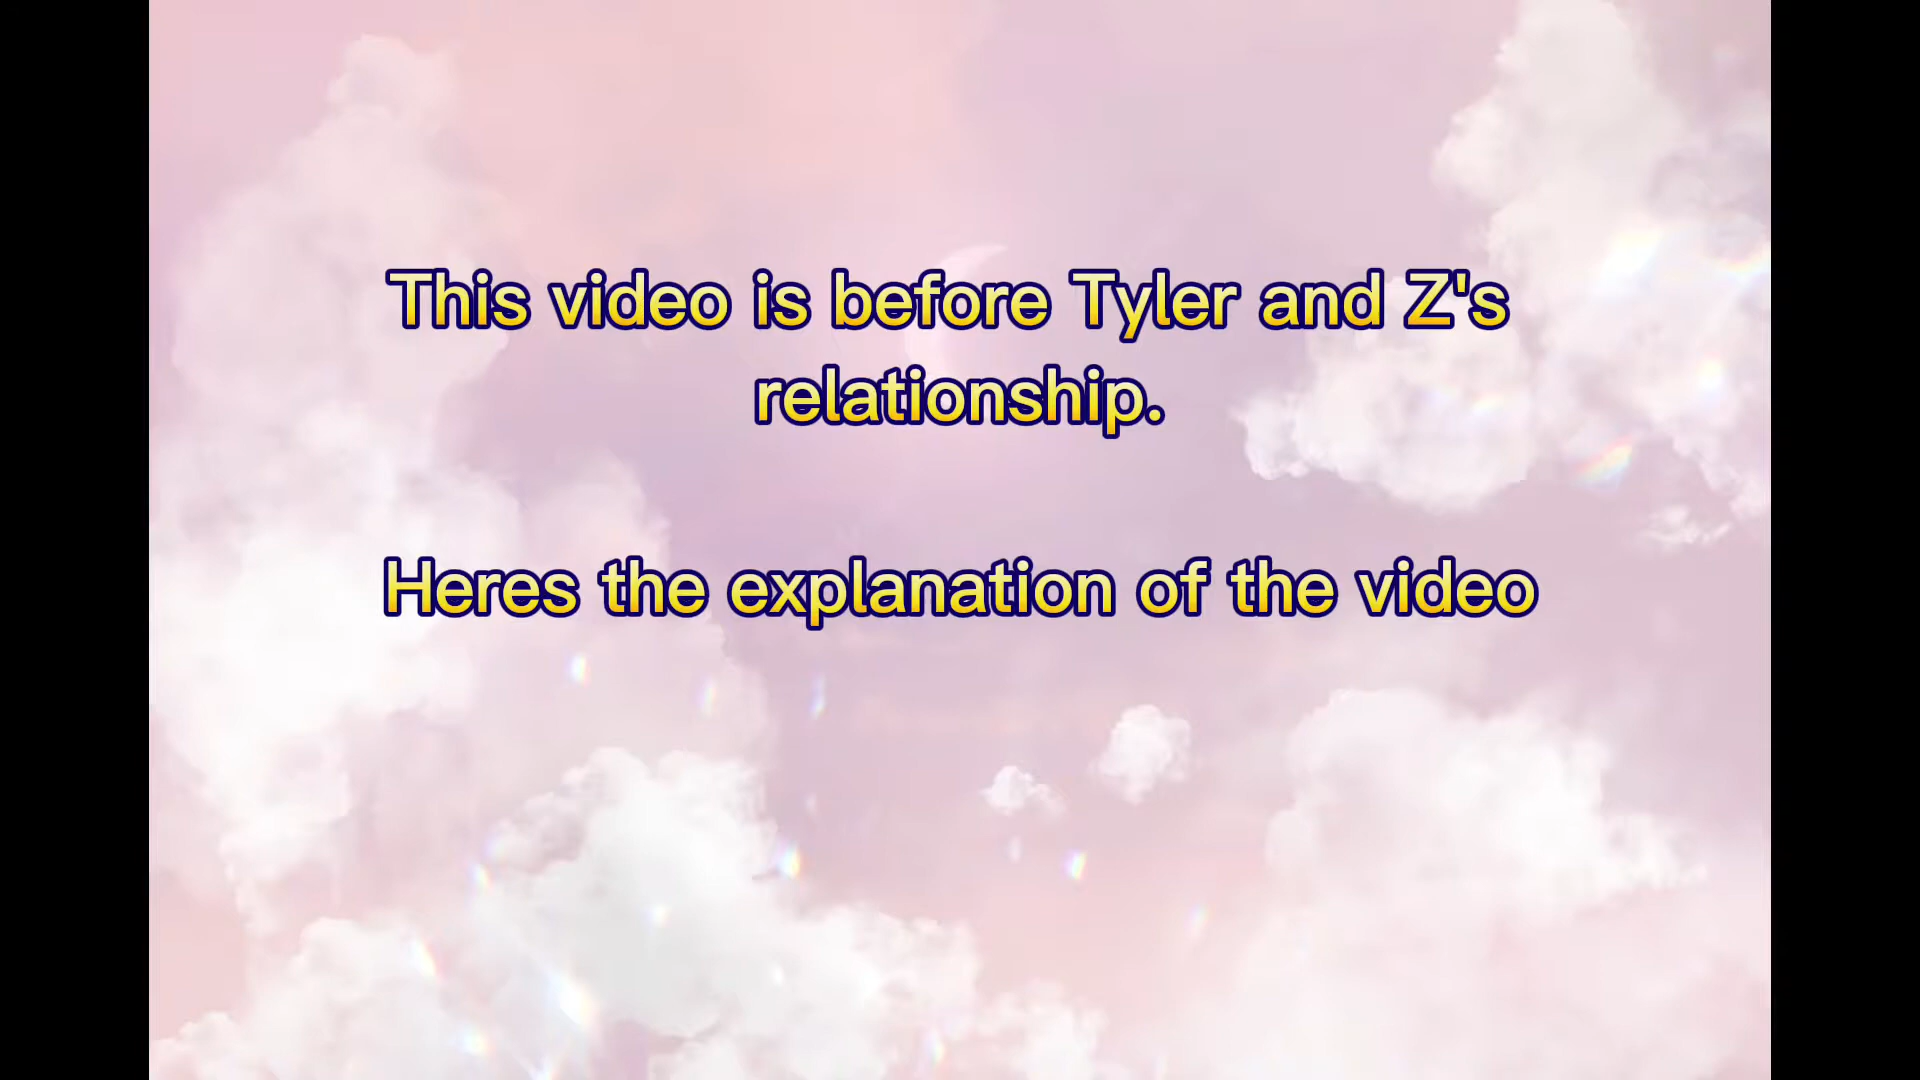 This video is before Tyler and Z's
relationship.
Heres the explanation of the video